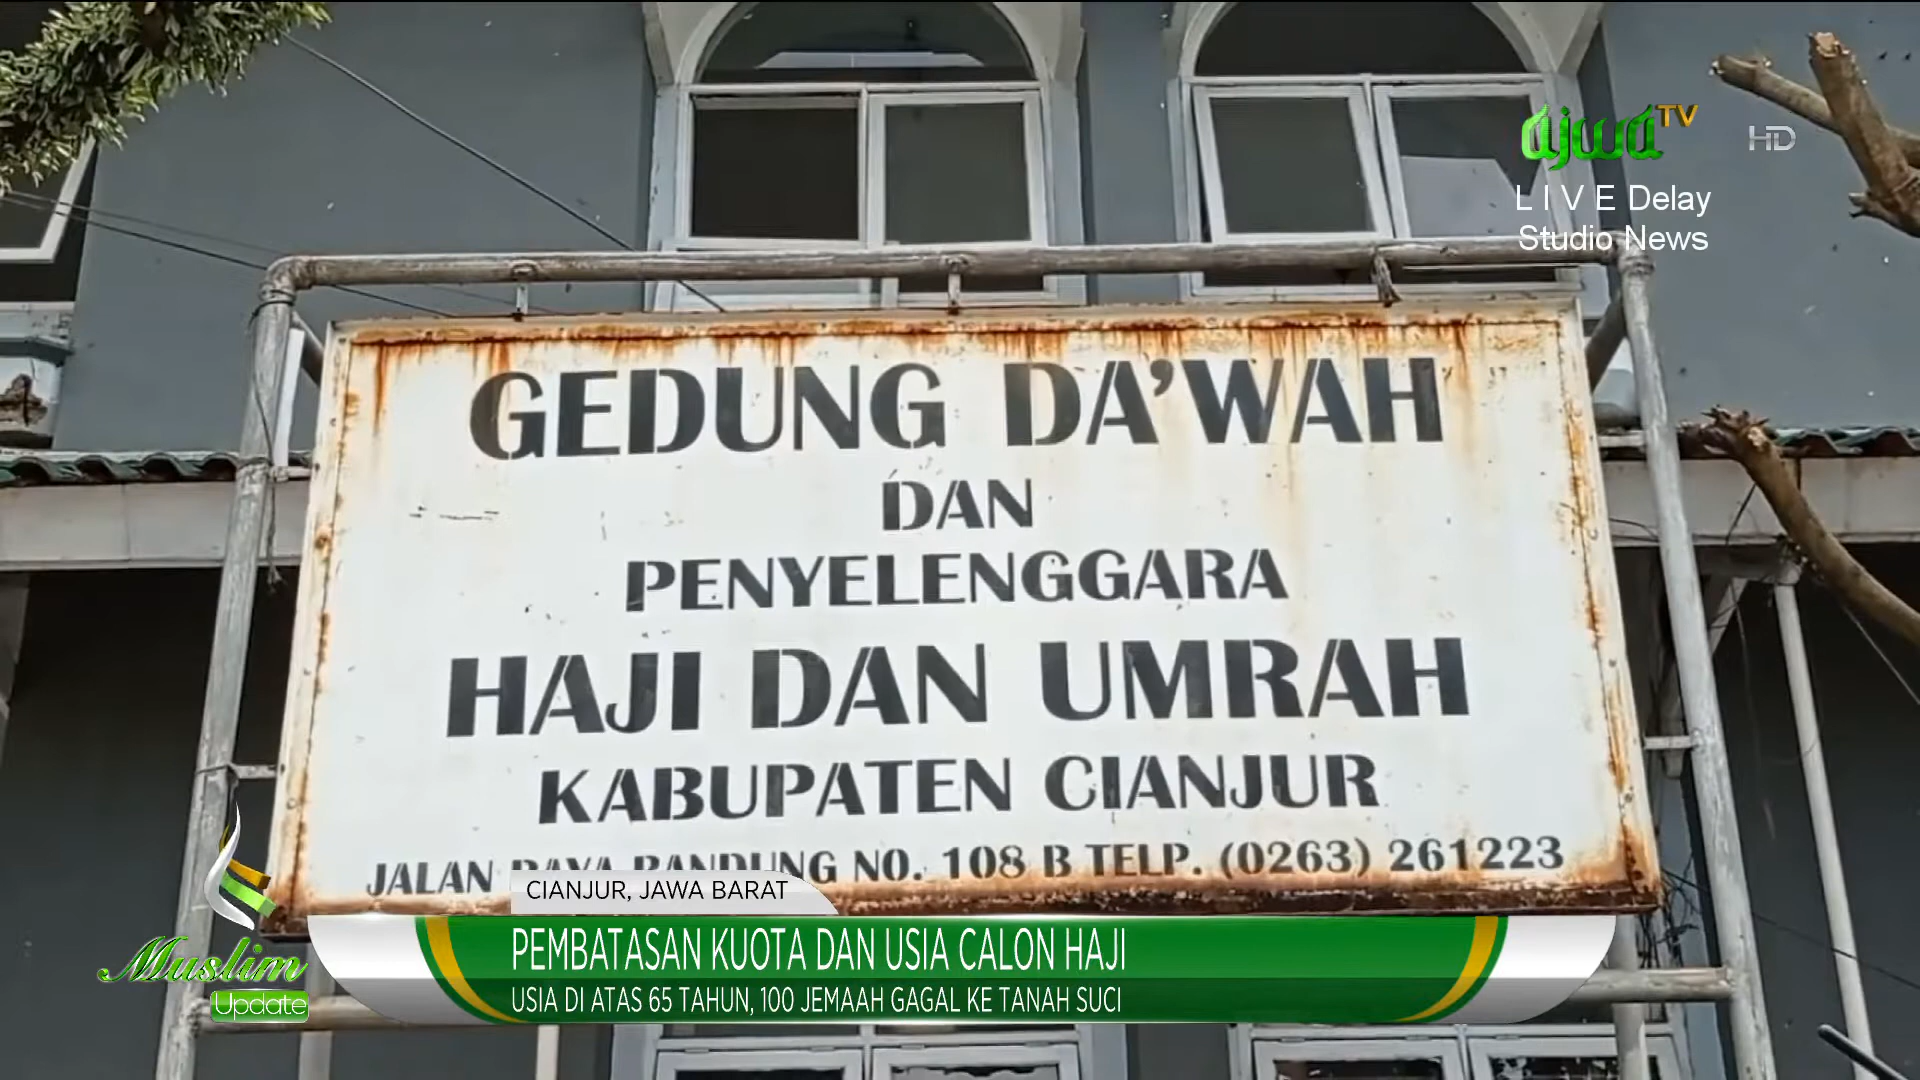 ajwa TV
HD
LIVE Delay
Studio News
GEDUNG DA'WAH
DAN
PENYELENGGARA
HAJI DAN UMRAH
KABUPATEN CIANJUR
JALAN RAYA BANDUNG NO. 108 B TELP. (0263) 261223
CIANJUR, JAWA BARAT
PEMBATASAN KUOTA DAN USIA CALON HAJI
USIA DI ATAS 65 TAHUN, 100 JEMAAH GAGAL KE TANAH SUCI
Muslim
Update